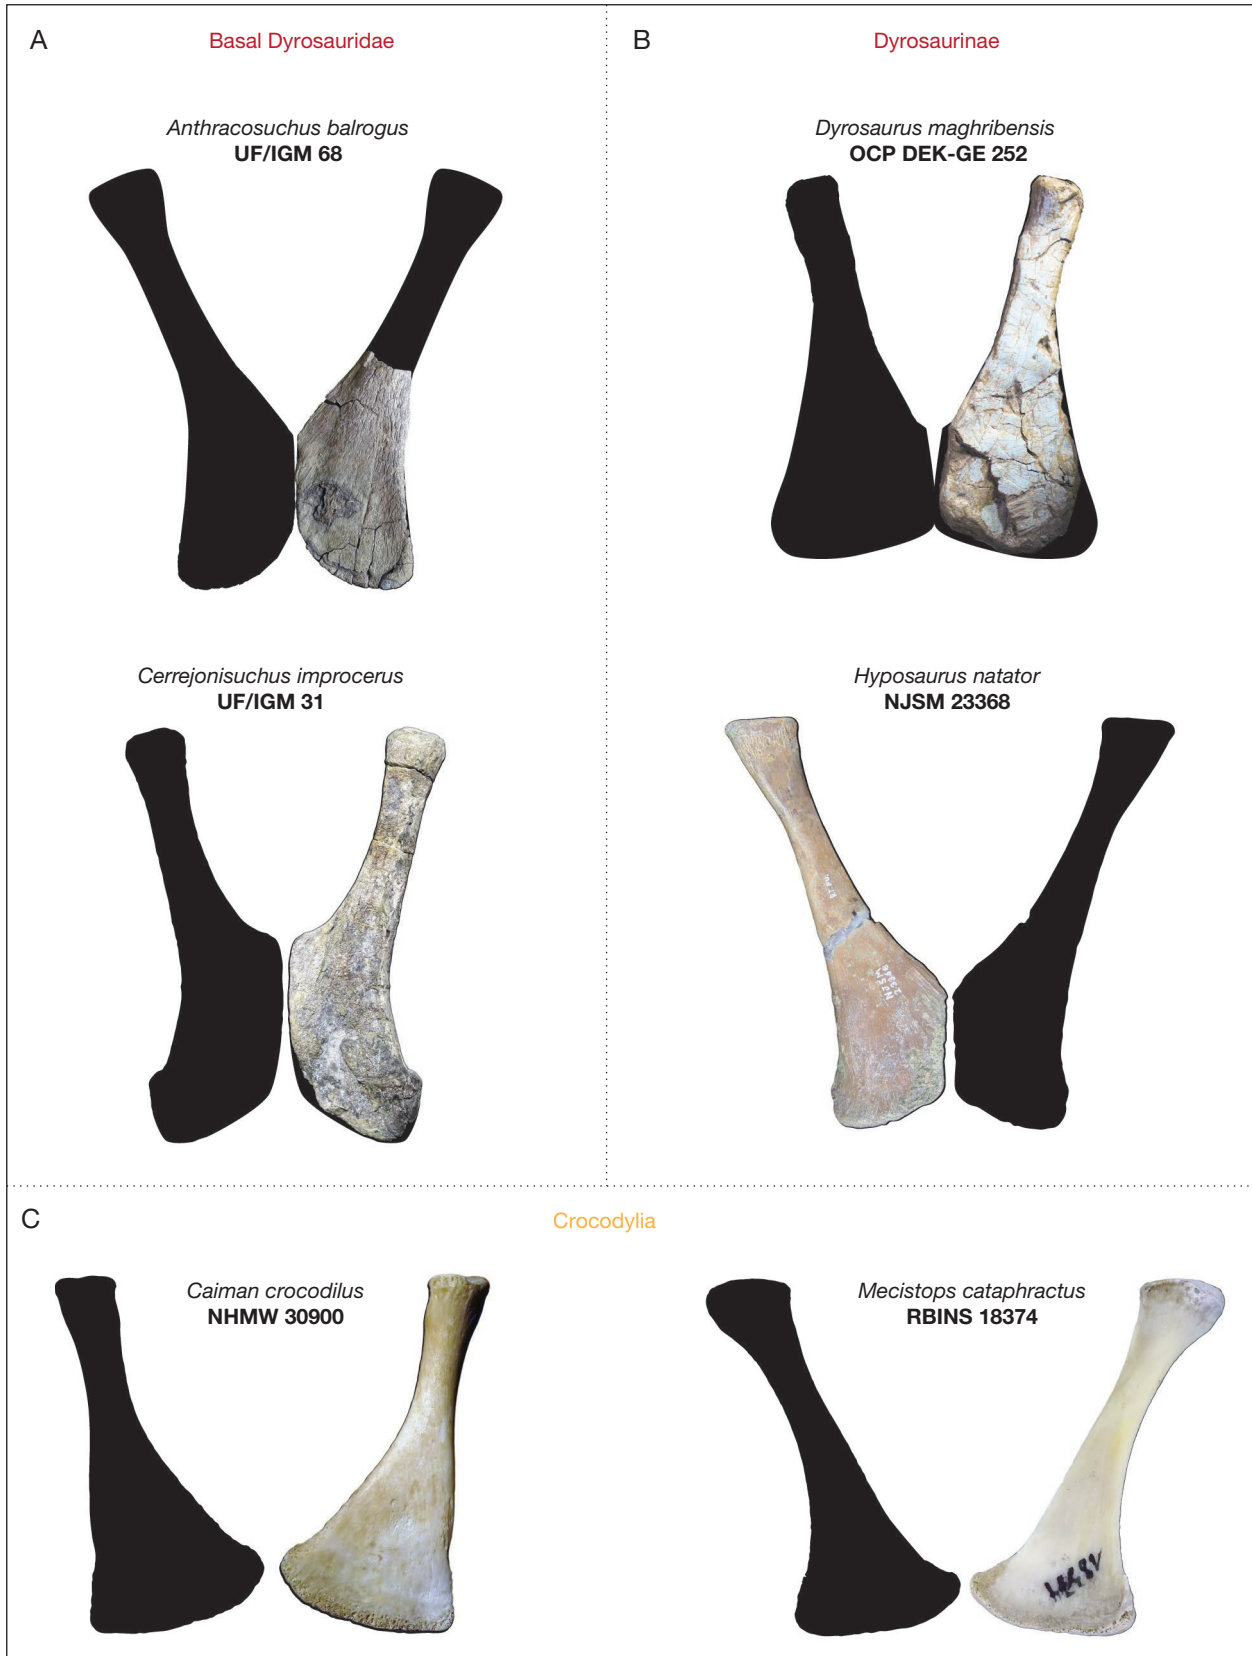 A
Basal Dyrosauridae
B
Dyrosaurinae
Anthracosuchus balrogus
UF/IGM 68
Dyrosaurus maghribensis
OCP DEK-GE 252
Cerrejonisuchus improcerus
UF/IGM 31
Hyposaurus natator
NJSM 23368
NJSM
C
Crocodylia
Caiman crocodilus
NHMW 30900
Mecistops cataphractus
RBINS 18374